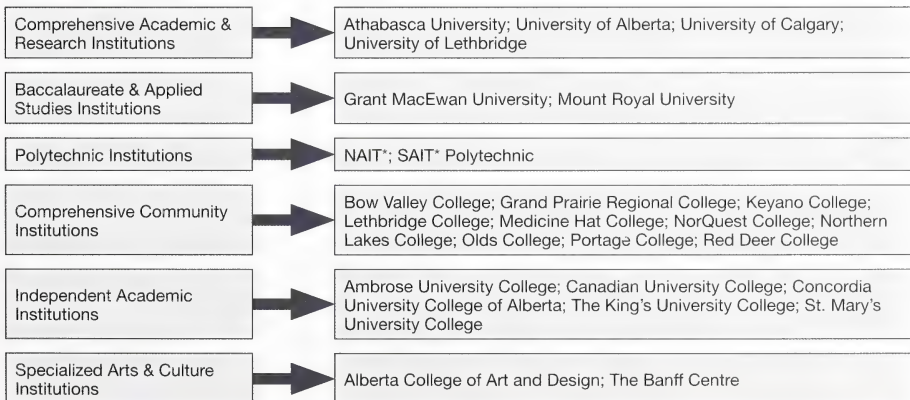 Comprehensive Academic &
Research Institutions
Athabasca University; University of Alberta; University of Calgary;
University of Lethbridge
Baccalaureate & Applied
Studies Institutions
Grant MacEwan University; Mount Royal University
Polytechnic Institutions
NAIT*; SAIT* Polytechnic
Comprehensive Community
Institutions
Bow Valley College; Grand Prairie Regional College; Keyano College;
Lethbridge College; Medicine Hat College; NorQuest College; Northern
Lakes College; Olds College; Portage College; Red Deer College
Independent Academic
Institutions
Ambrose University College; Canadian University College; Concordia
University College of Alberta; The King's University College; St. Mary's
University College
Specialized Arts & Culture
Institutions
Alberta College of Art and Design; The Banff Centre